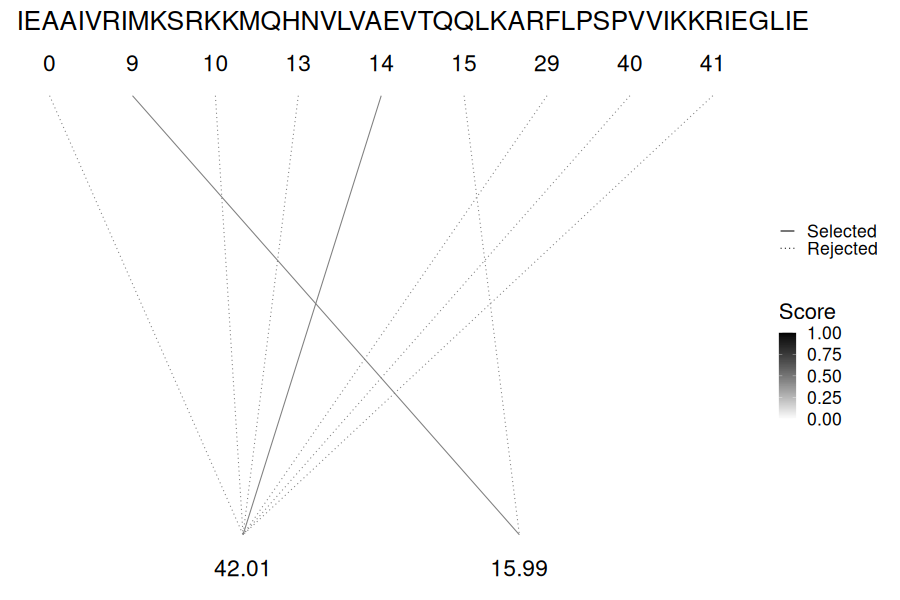 IEAAIVRIMKSRKKMQHNVLVAEVTQQLKARFLPSPVVIKKRIEGLIE
0 9 10 13 14 15 29 40 41
Selected
Rejected
Score
1.00
0.75
0.50
0.25
0.00
42.01 15.99